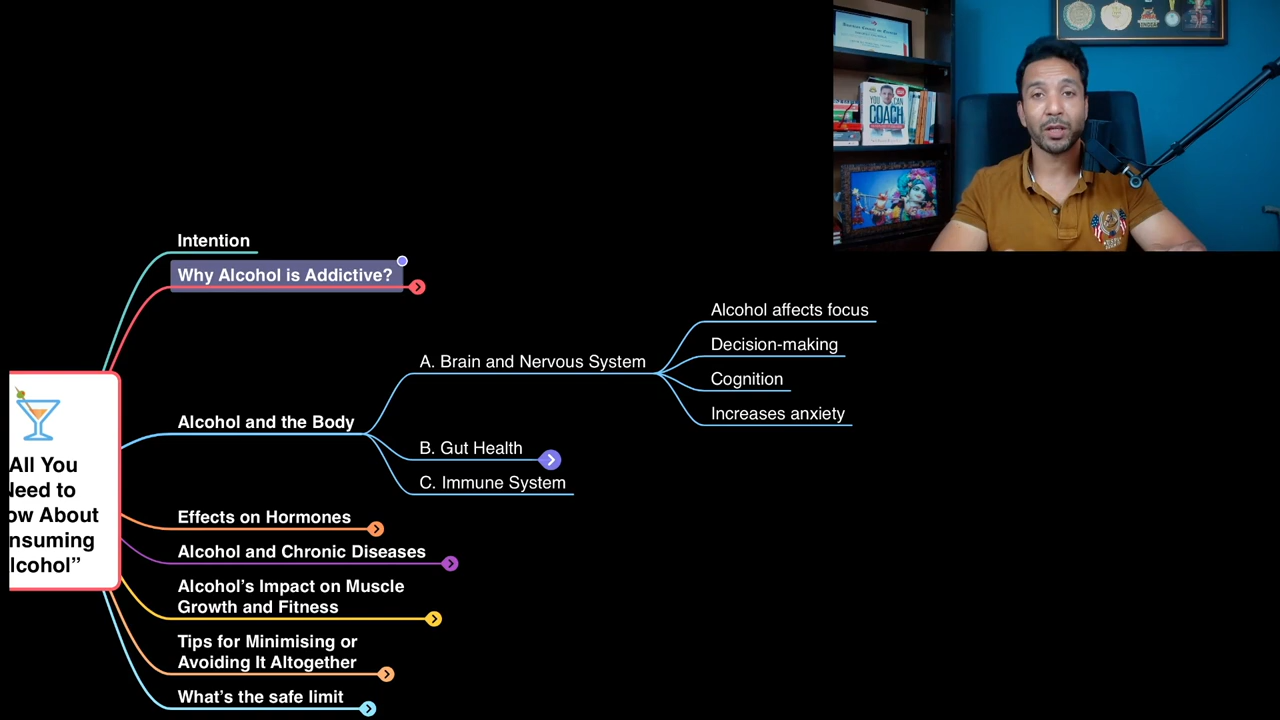 Intention
Why Alcohol is Addictive?
Alcohol affects focus
Decision-making
A. Brain and Nervous System
Cognition
Increases anxiety
Alcohol and the Body
B. Gut Health
C. Immune System
All You
Need to
ow About
nsuming
lcohol”
Effects on Hormones
Alcohol and Chronic Diseases
Alcohol’s Impact on Muscle
Growth and Fitness
Tips for Minimising or
Avoiding It Altogether
What’s the safe limit
YOU CAN
COACH